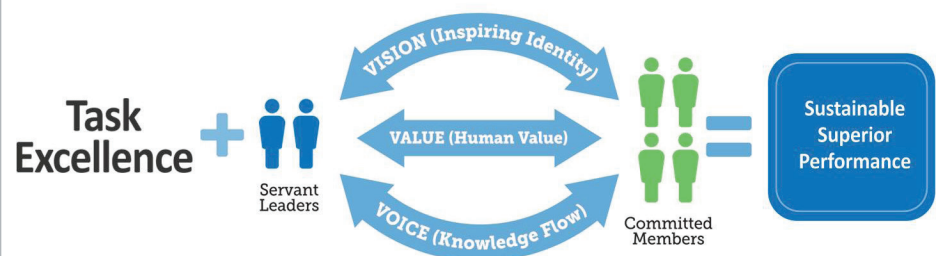 Task
Excellence
+
Servant
Leaders
VISION (Inspiring Identity)
VALUE (Human Value)
VOICE (Knowledge Flow)
Committed
Members
=
Sustainable
Superior
Performance